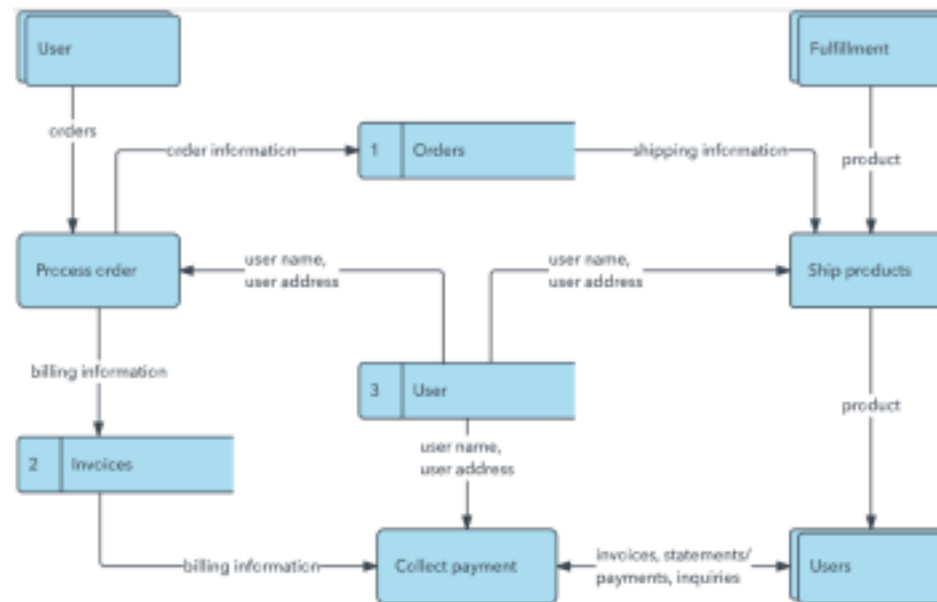 User
Fulfillment
orders
order information
1 Orders
shipping information
product
Process order
user name,
user address
user name,
user address
Ship products
billing information
3 User
product
user name,
user address
2 Invoices
billing information
Collect payment
invoices, statements/
payments, inquiries
Users